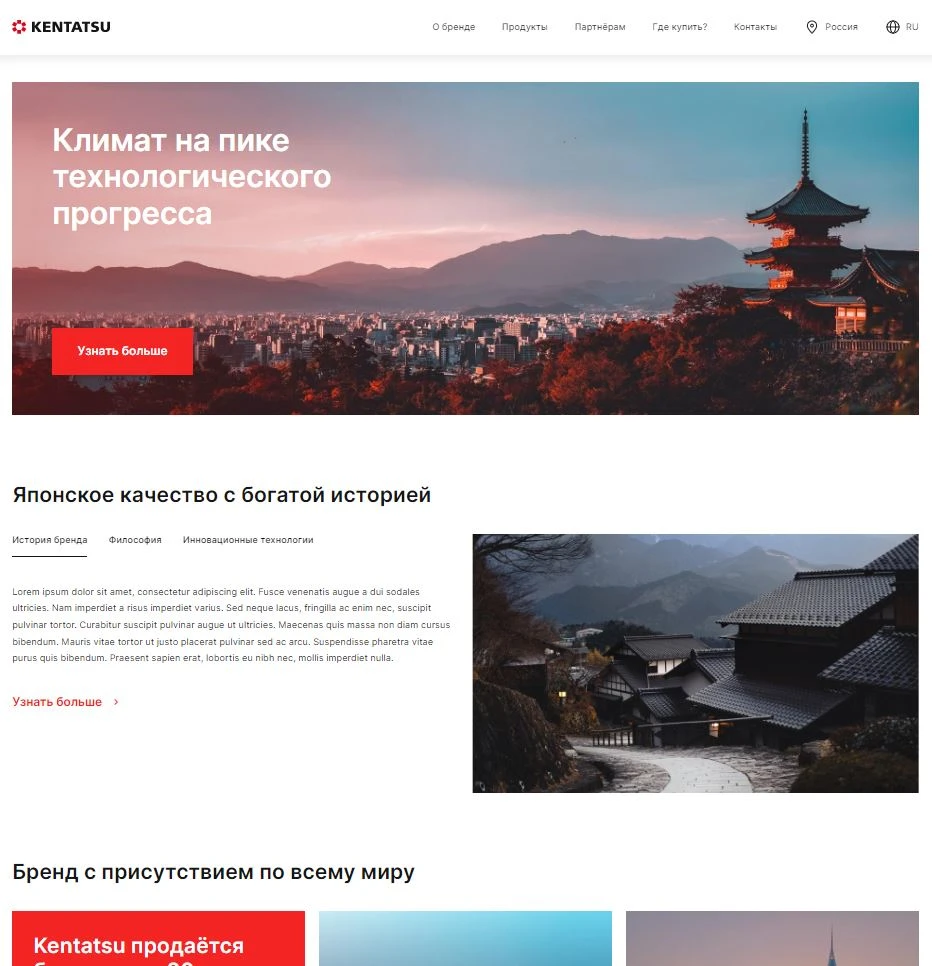 KENTATSU
О бренде Продукты Партнёрам Где купить? Контакты Россия RU
Климат на пике
технологического
прогресса
Узнать больше
Японское качество с богатой историей
История бренда Философия Инновационные технологии
Lorem ipsum dolor sit amet, consectetur adipiscing elit. Fusce venenatis augue a dui sodales
ultricies. Nam imperdiet a risus imperdiet varius. Sed neque lacus, fringilla ac enim nec, suscipit
pulvinar tortor. Curabitur suscipit pulvinar augue ut ultricies. Maecenas quis massa non diam cursus
bibendum. Mauris vitae tortor ut justo placerat pulvinar sed ac arcu. Suspendisse pharetra vitae
purus quis bibendum. Praesent sapien erat, lobortis eu nibh nec, mollis imperdiet nulla.
Узнать больше
Бренд с присутствием по всему миру
Kentatsu продаётся